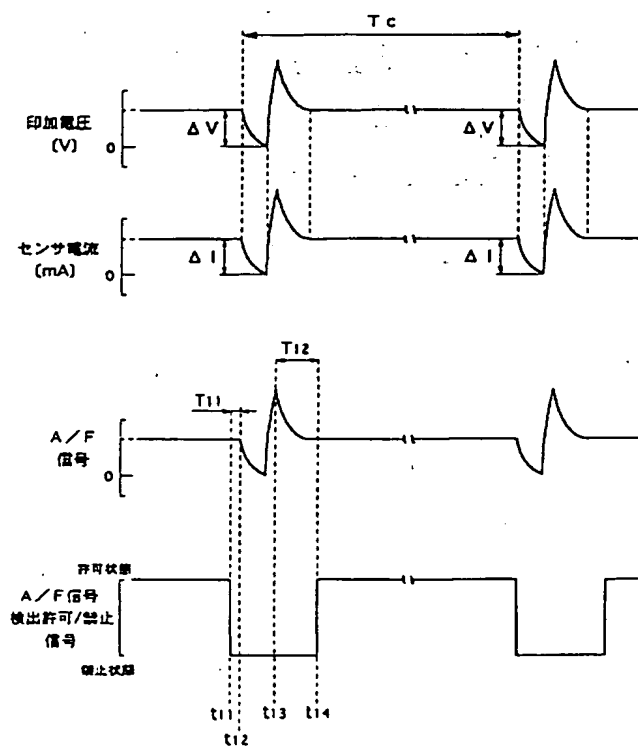 Tc
印加電圧
(V)
ΔV
ΔV
0
センサ電流
(mA)
ΔI
ΔI
0
T12
T11
A/F
信号
0
許可状態
A/F信号
検出許可/禁止
信号
禁止状態
t11
t12
t13
t14